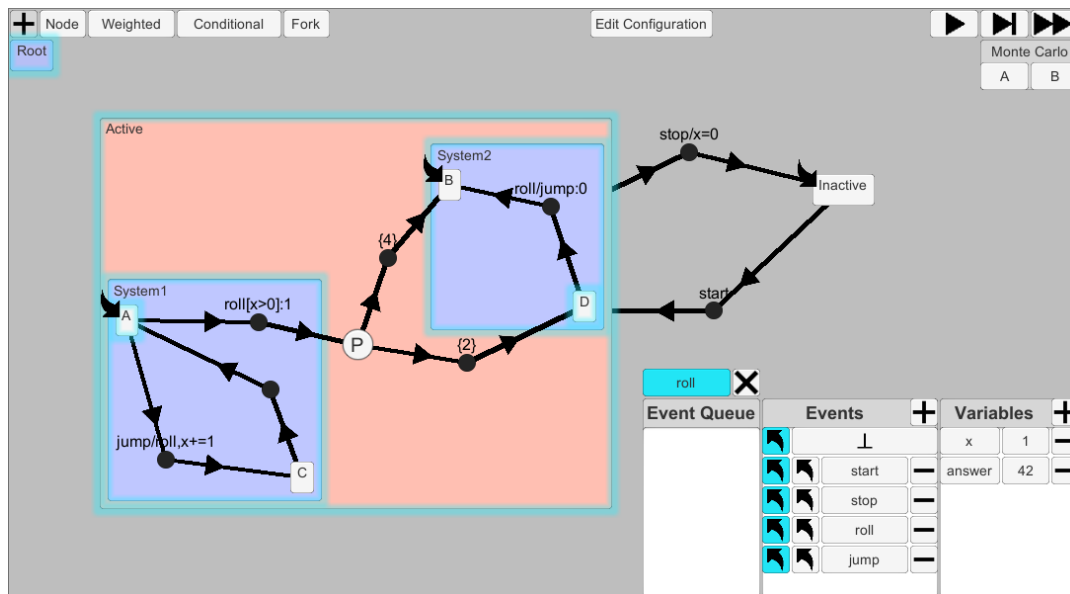 Node Weighted Conditional Fork Edit Configuration
Root
Monte Carlo
A B
Active
stop/x=0
System2
B
Inactive
roll/jump:0
{4}
System1
start
D
A
roll[x>0]:1
P
{2}
roll
Event Queue Events Variables
jump/roll,x+=1
⊥ x 1
C
start answer 42
stop
roll
jump